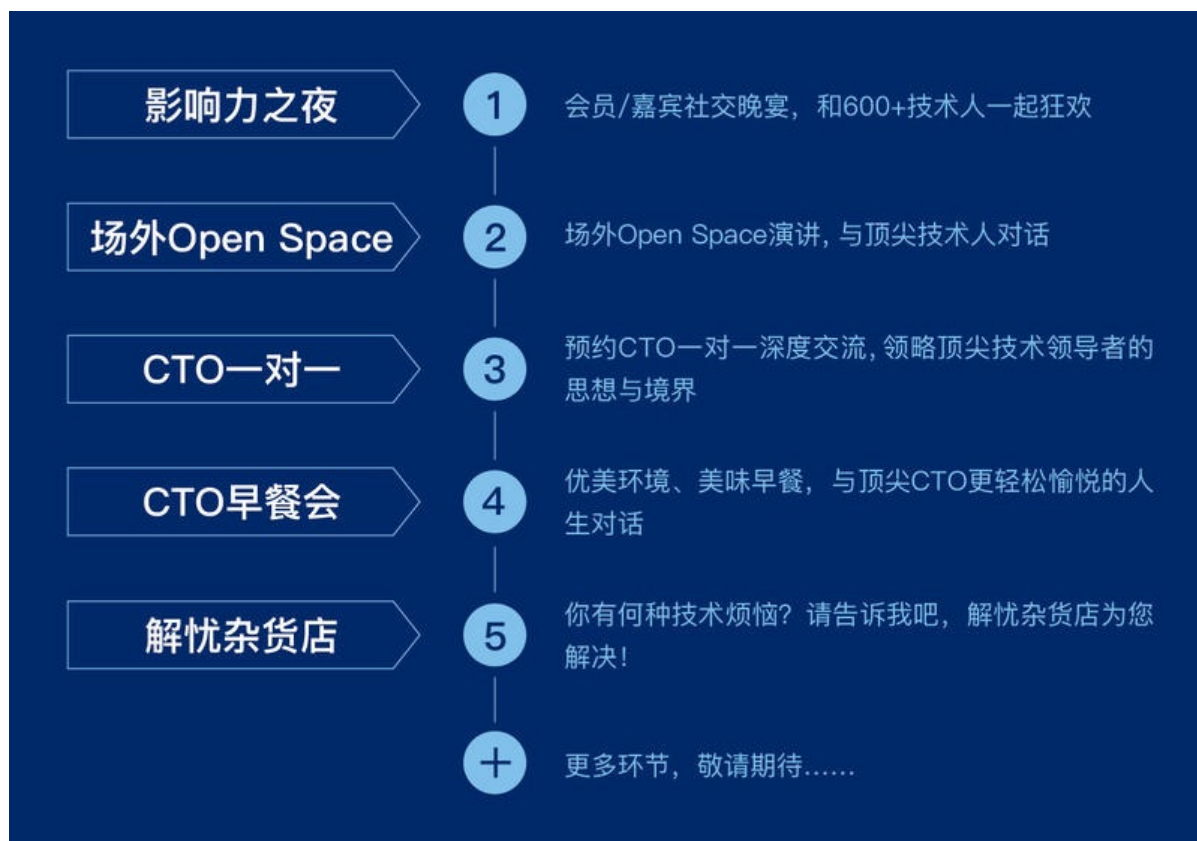 影响力之夜
1
会员/嘉宾社交晚宴，和600+技术人一起狂欢
场外Open Space
2
场外Open Space演讲, 与顶尖技术人对话
CTO一对一
3
预约CTO一对一深度交流, 领略顶尖技术领导者的
思想与境界
CTO早餐会
4
优美环境、美味早餐，与顶尖CTO更轻松愉悦的人
生对话
解忧杂货店
5
你有何种技术烦恼？请告诉我吧，解忧杂货店为您
解决！
+
更多环节，敬请期待……